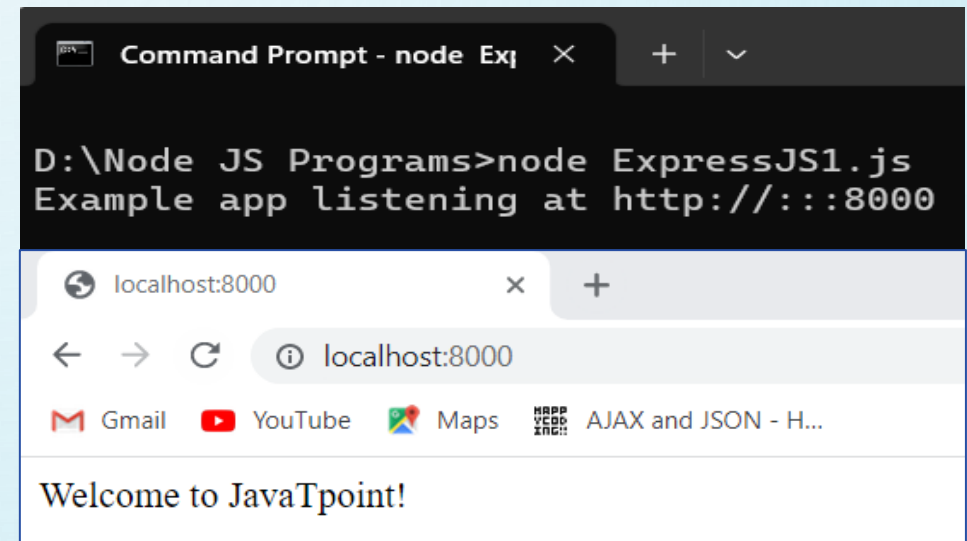 Command Prompt - node Exp
D:\Node JS Programs>node ExpressJS1.js
Example app listening at http://:::8000
localhost:8000
localhost:8000
Gmail YouTube Maps AJAX and JSON - H...
Welcome to JavaTpoint!